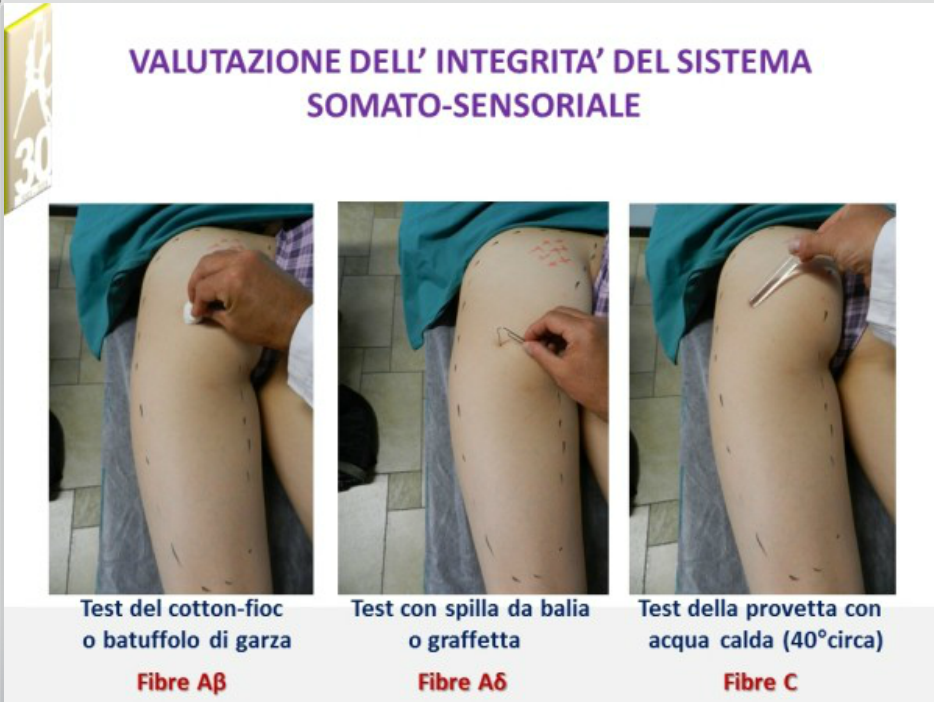 VALUTAZIONE DELL’ INTEGRITA’ DEL SISTEMA
SOMATO-SENSORIALE
30
Test del cotton-fioc
o batuffolo di garza
Fibre Aβ
Test con spilla da balia
o graffetta
Fibre Aδ
Test della provetta con
acqua calda (40°circa)
Fibre C